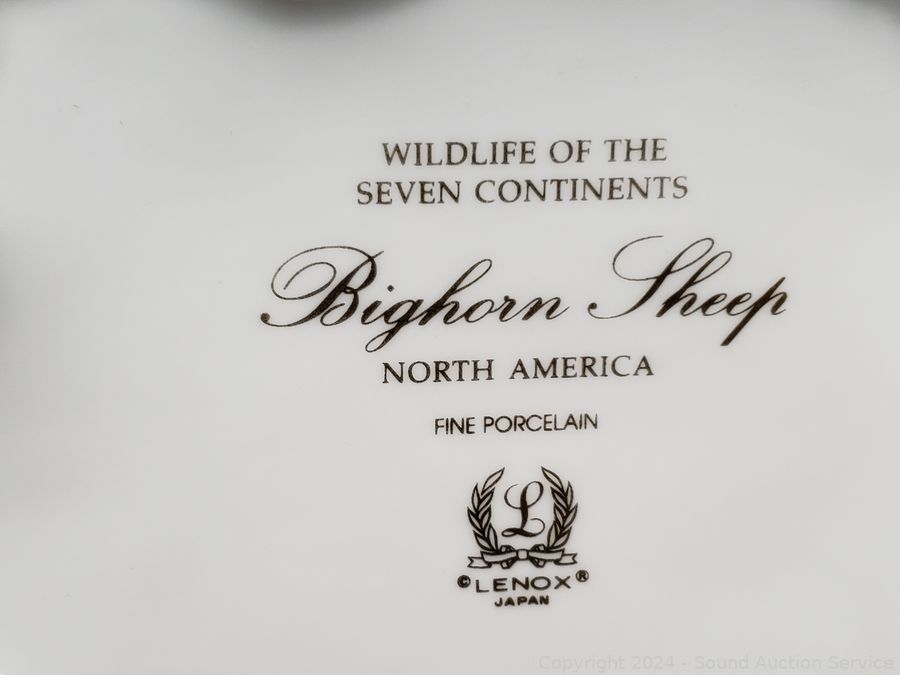 WILDLIFE OF THE
SEVEN CONTINENTS
Bighorn Sheep
NORTH AMERICA
FINE PORCELAIN
L
©LENOX®
JAPAN
Copyright 2024 - Sound Auction Service